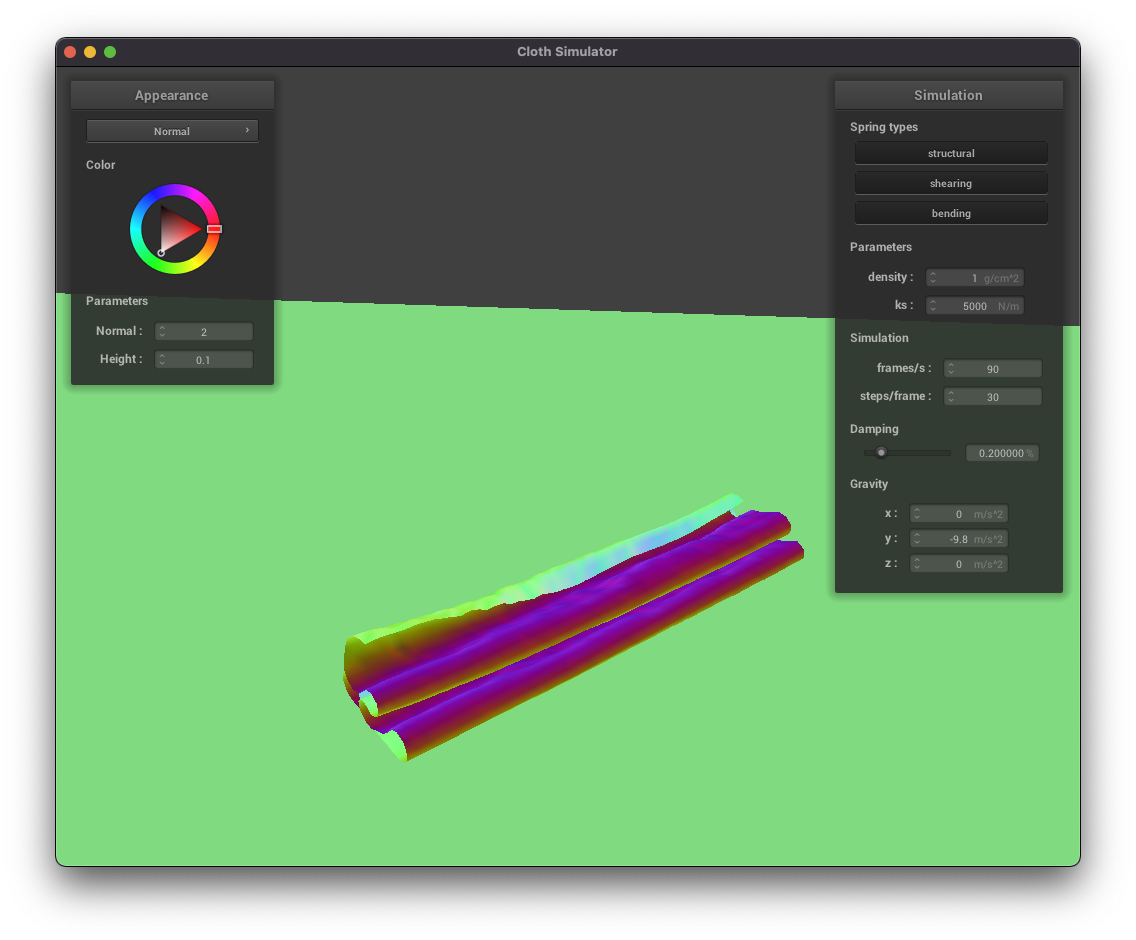 Cloth Simulator
Appearance
Normal
Color
Parameters
Normal : 2
Height : 0.1
Simulation
Spring types
structural
shearing
bending
Parameters
density : 1 g/cm^2
ks : 5000 N/m
Simulation
frames/s : 90
steps/frame : 30
Damping
0.200000 %
Gravity
x : 0 m/s^2
y : -9.8 m/s^2
z : 0 m/s^2